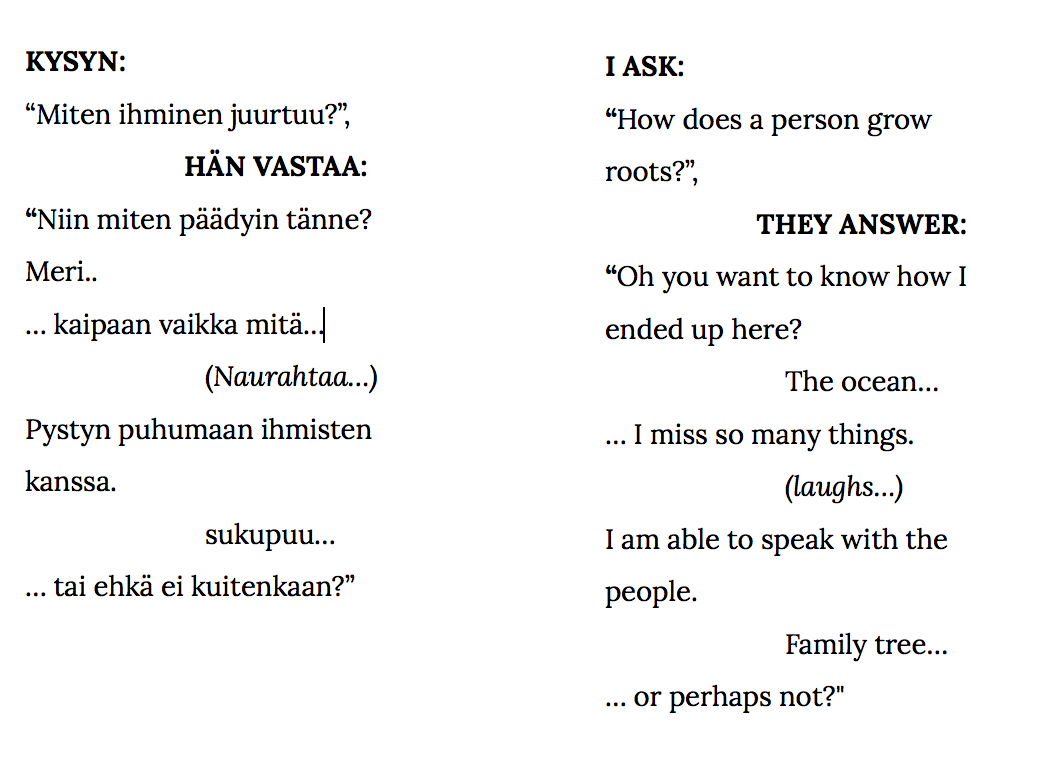 KYSYN:
“Miten ihminen juurtuu?”,
HÄN VASTAA:
“Niin miten päädyin tänne?
Meri..
… kaipaan vaikka mitä…
(Naurahtaa…)
Pystyn puhumaan ihmisten
kanssa.
sukupuu…
… tai ehkä ei kuitenkaan?”
I ASK:
“How does a person grow
roots?”,
THEY ANSWER:
“Oh you want to know how I
ended up here?
The ocean…
… I miss so many things.
(laughs…)
I am able to speak with the
people.
Family tree…
… or perhaps not?"